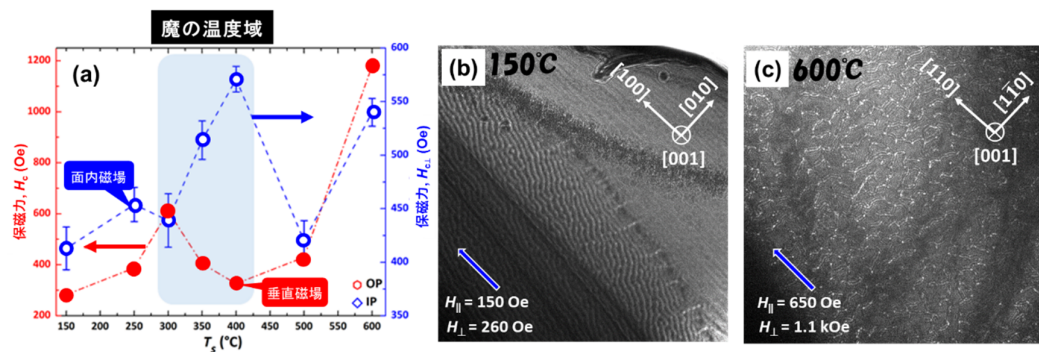 魔の温度域
(a)
1200
1000
800
600
400
200
保磁力, Hc (Oe)
600
550
500
450
400
350
保磁力, Hc⊥ (Oe)
面内磁場
垂直磁場
OP
IP
150 200 250 300 350 400 450 500 550 600
Ts (°C)
(b) 150℃
[100]
[010]
[001]
H∥ = 150 Oe
H⊥ = 260 Oe
(c) 600℃
[110]
[11̄0]
[001]
H∥ = 650 Oe
H⊥ = 1.1 kOe